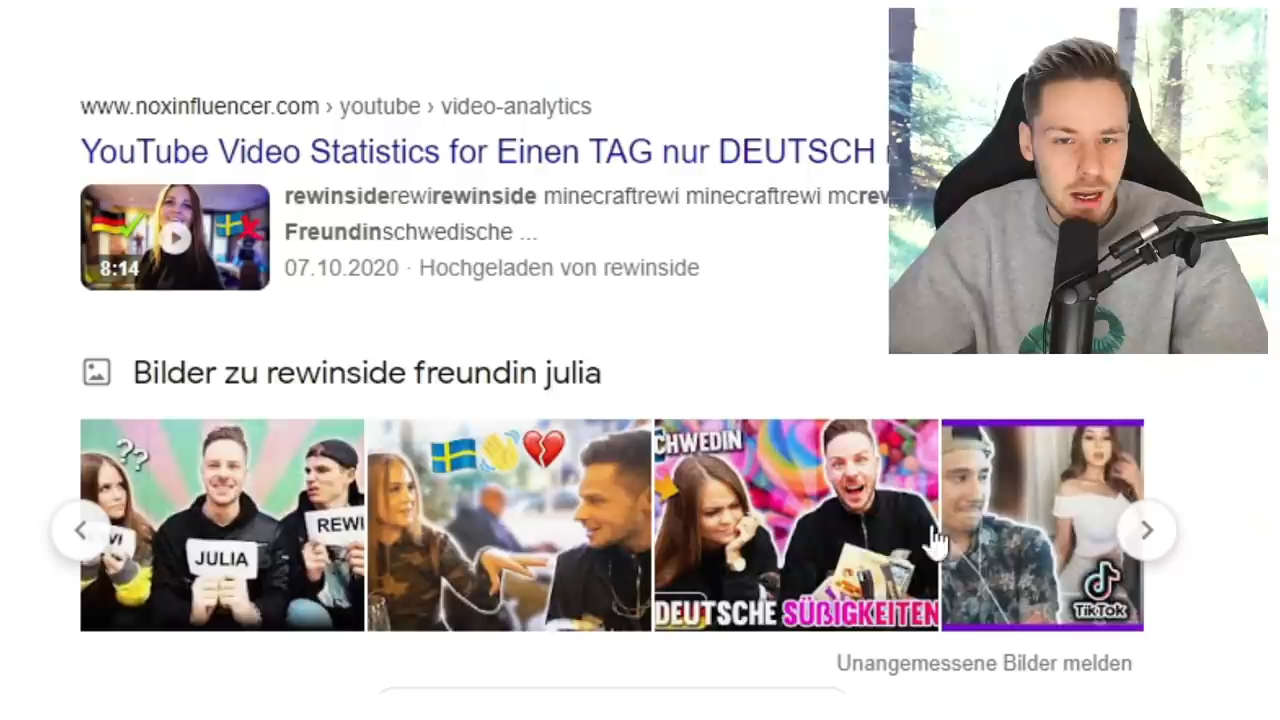 www.noxinfluencer.com › youtube › video-analytics
YouTube Video Statistics for Einen TAG nur DEUTSCH
rewinsiderewirewinside minecraftrewi minecraftrewi mcrew
Freundinschwedische ...
8:14
07.10.2020 · Hochgeladen von rewinside
Bilder zu rewinside freundin julia
??
JULIA
REWI
CHWEDIN
DEUTSCHE SÜßIGKEITEN
TikTok
Unangemessene Bilder melden